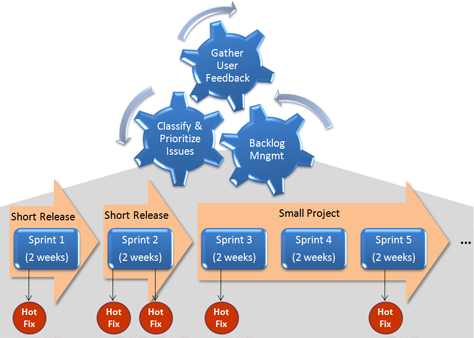 Gather
User
Feedback
Classify &
Prioritize
Issues
Backlog
Mngmt
Short Release
Short Release
Small Project
Sprint 1
(2 weeks)
Sprint 2
(2 weeks)
Sprint 3
(2 weeks)
Sprint 4
(2 weeks)
Sprint 5
(2 weeks)
...
Hot
Fix
Hot
Fix
Hot
Fix
Hot
Fix
Hot
Fix